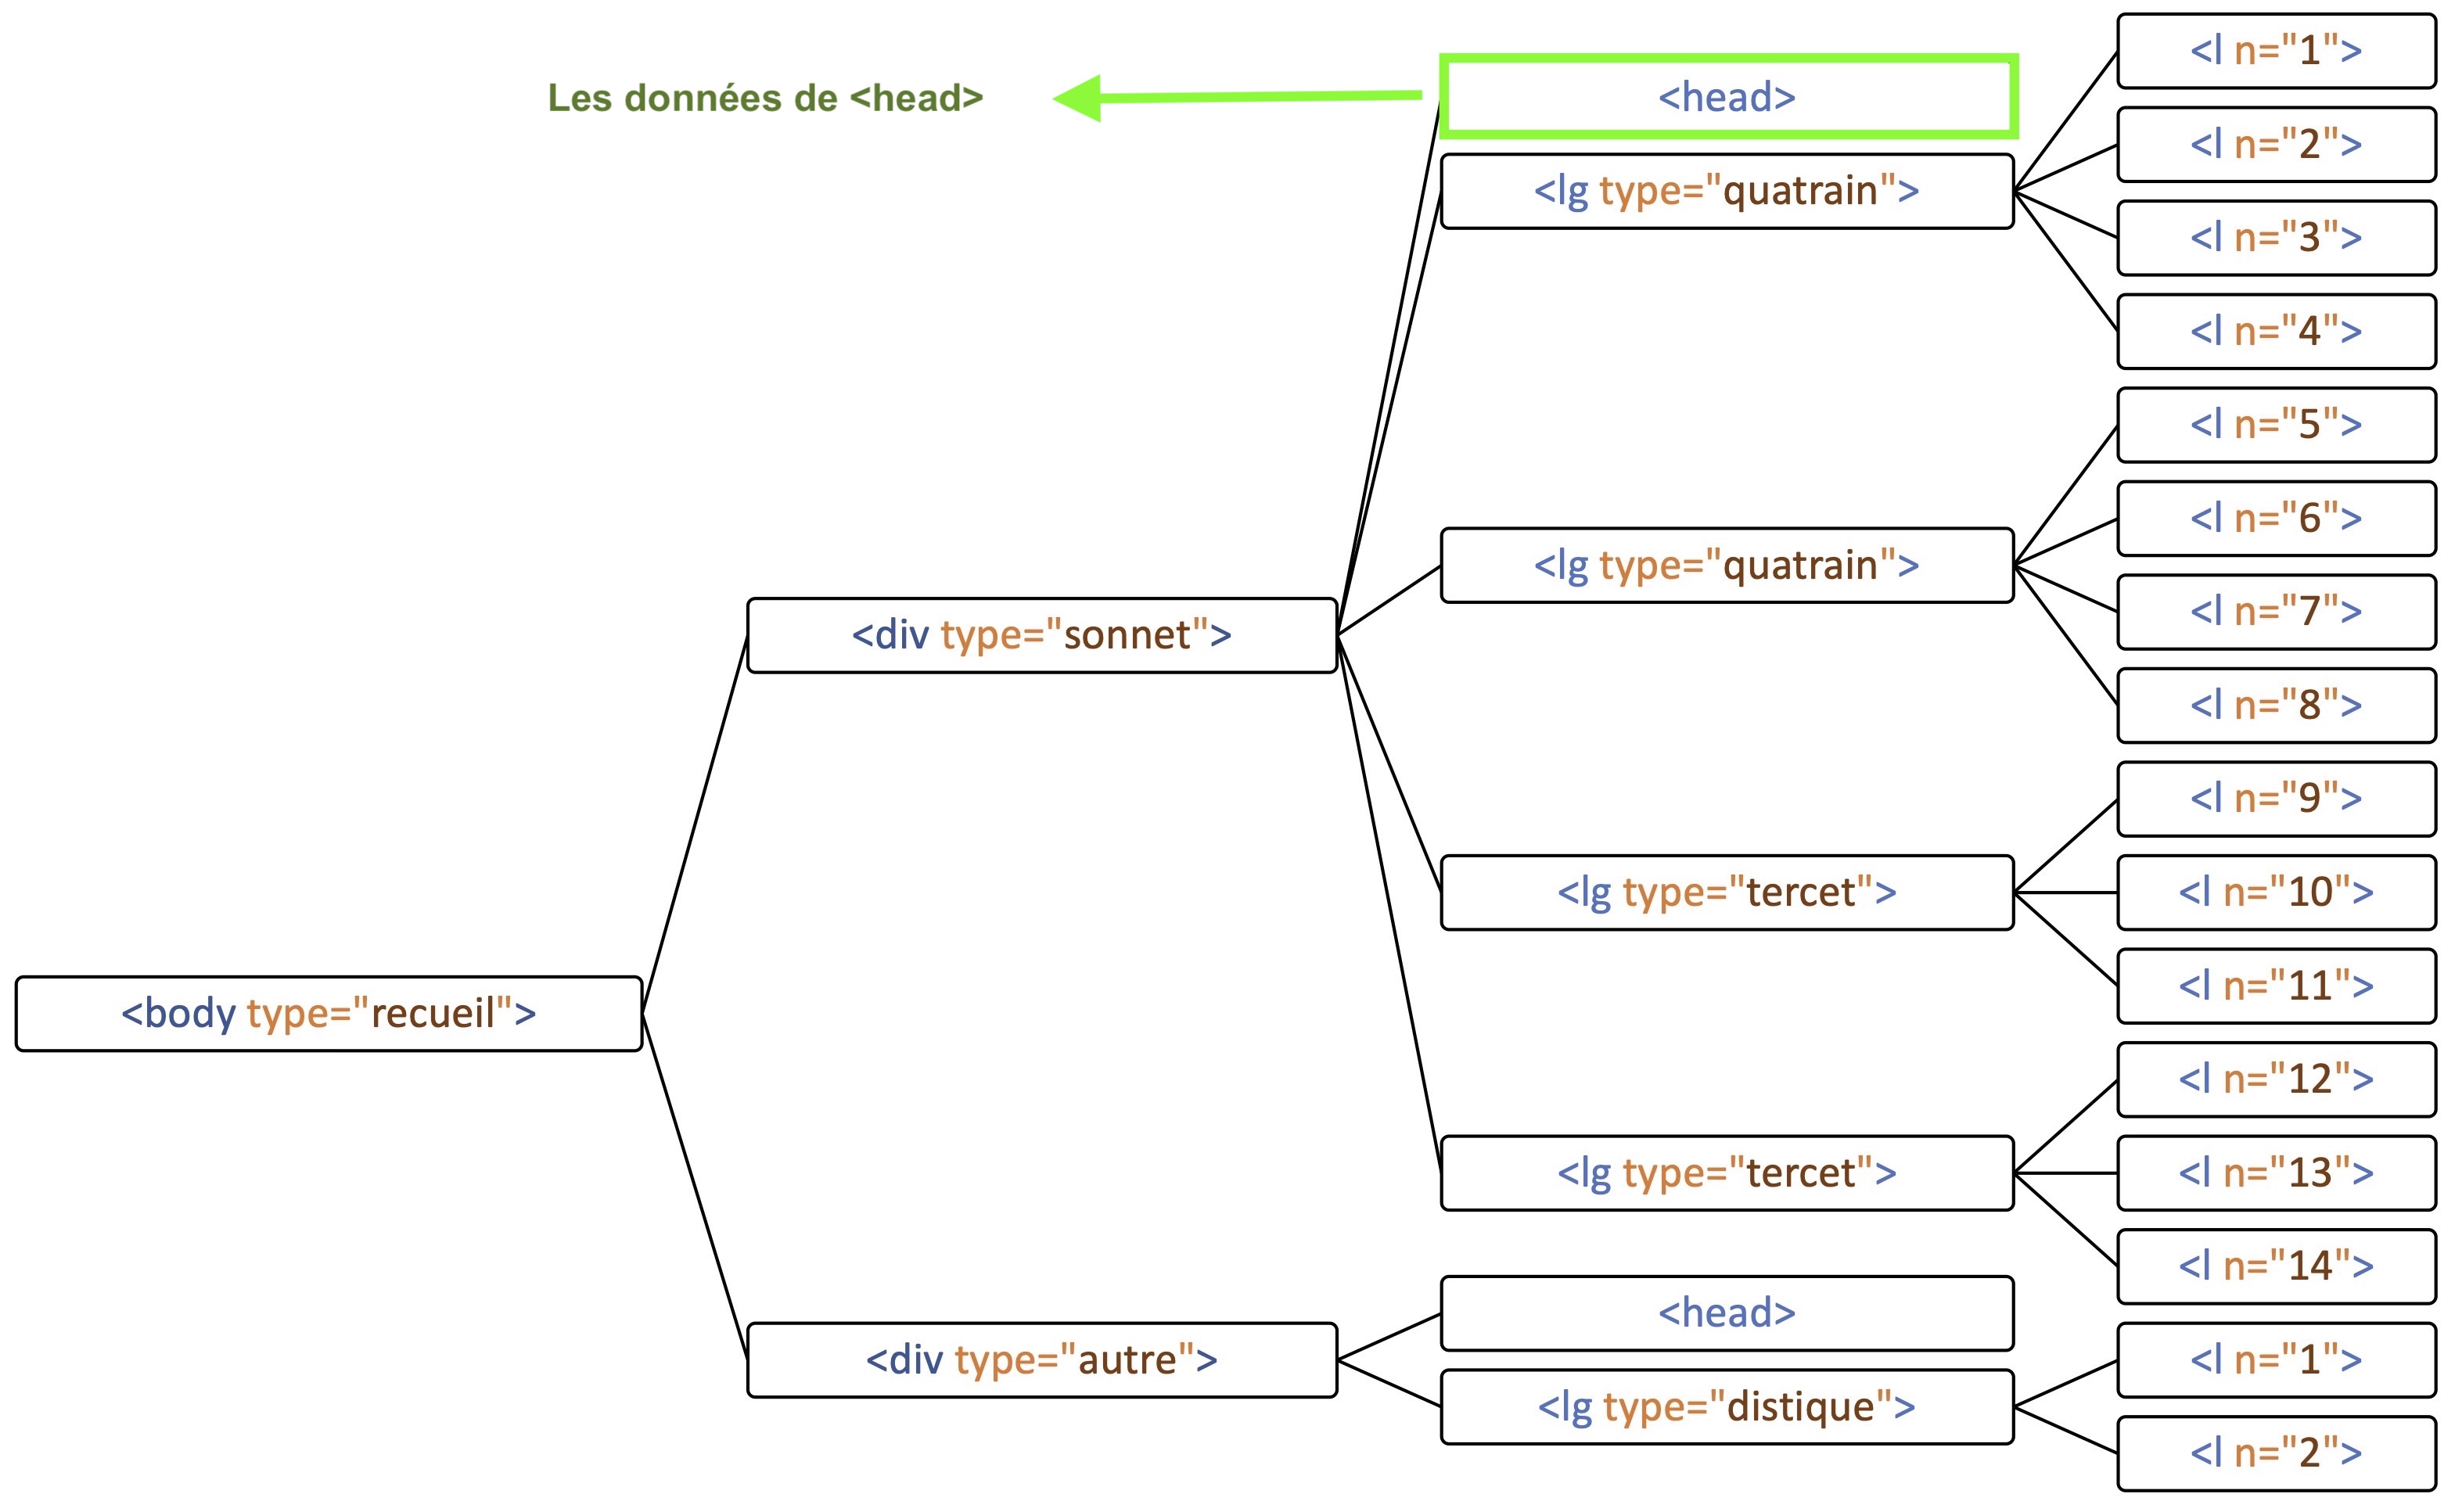 Les données de <head>
<body type="recueil">
<div type="sonnet">
<head>
<lg type="quatrain">
<l n="1">
<l n="2">
<l n="3">
<l n="4">
<lg type="quatrain">
<l n="5">
<l n="6">
<l n="7">
<l n="8">
<lg type="tercet">
<l n="9">
<l n="10">
<l n="11">
<lg type="tercet">
<l n="12">
<l n="13">
<l n="14">
<div type="autre">
<head>
<lg type="distique">
<l n="1">
<l n="2">